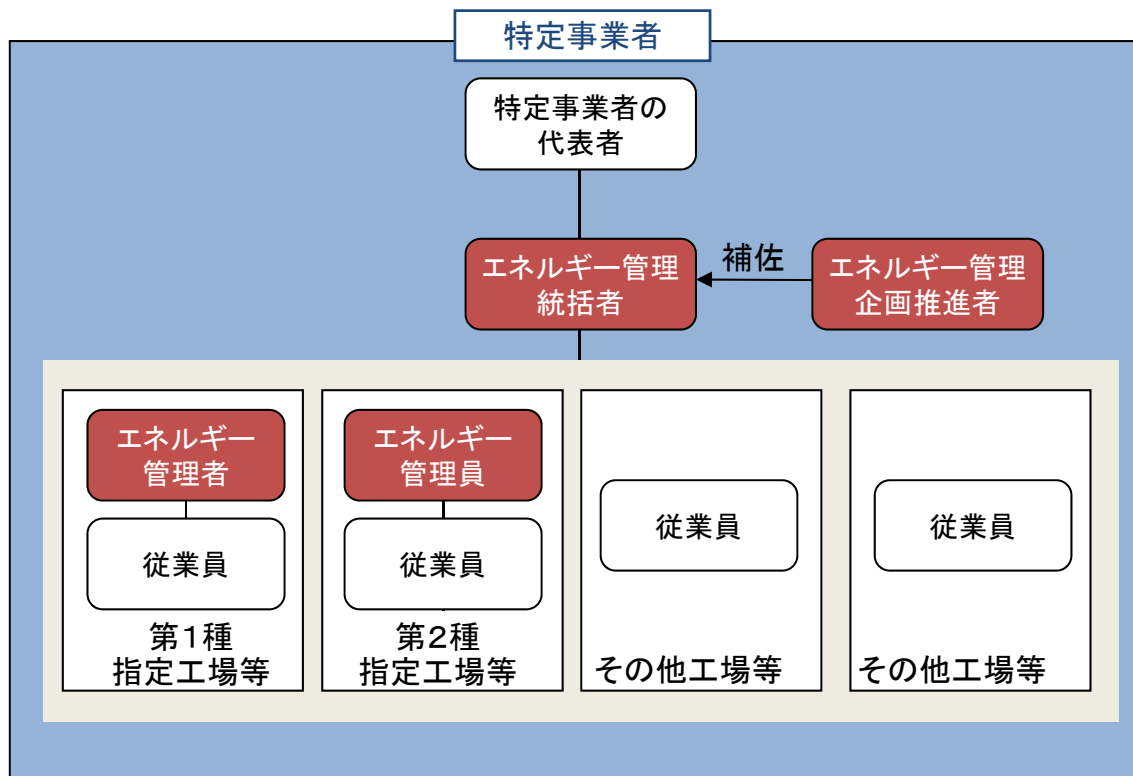 特定事業者
特定事業者の
代表者
エネルギー管理
統括者
補佐
エネルギー管理
企画推進者
エネルギー
管理者
従業員
第1種
指定工場等
エネルギー
管理員
従業員
第2種
指定工場等
従業員
その他工場等
従業員
その他工場等